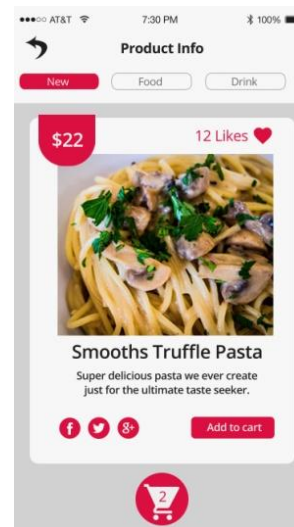 AT&T 7:30 PM 100%
Product Info
New Food Drink
$22 12 Likes
Smooths Truffle Pasta
Super delicious pasta we ever create
just for the ultimate taste seeker.
f 8+ Add to cart
2